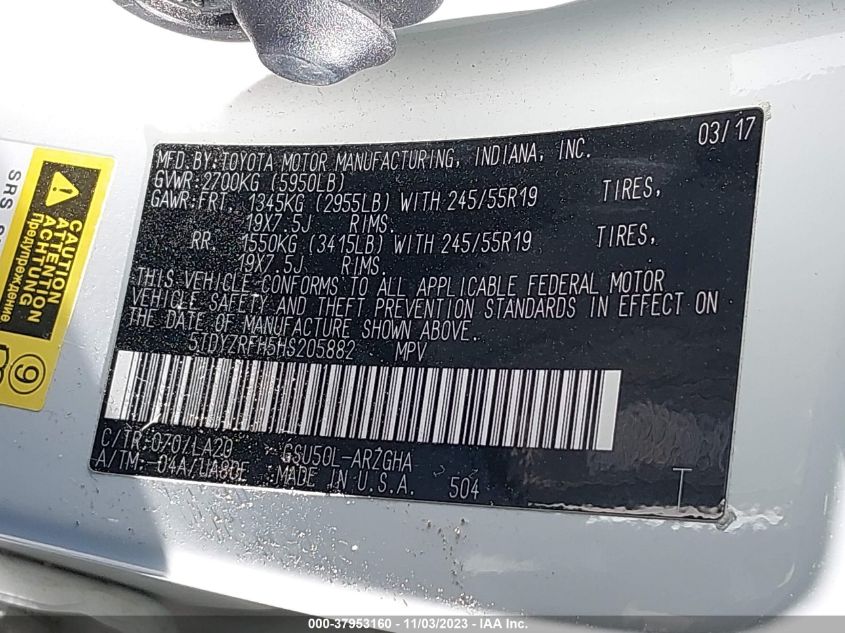 03/17
MFD. BY: TOYOTA MOTOR MANUFACTURING, INDIANA, INC.
GVWR: 2700KG (5950LB)
GAWR: FRT. 1345KG (2955LB) WITH 245/55R19 TIRES,
19X7.5J RIMS.
RR. 1550KG (3415LB) WITH 245/55R19 TIRES,
19X7.5J RIMS.
THIS VEHICLE CONFORMS TO ALL APPLICABLE FEDERAL MOTOR
VEHICLE SAFETY AND THEFT PREVENTION STANDARDS IN EFFECT ON
THE DATE OF MANUFACTURE SHOWN ABOVE.
5TDYZRFH5HS205882 MPV
C/TR: 070/LA20 GSU50L-ARZGHA
A/TM: 04A/UA80E MADE IN U.S.A. 504
T
SRS
CAUTION
ATTENTION
ACHTUNG
Предупреждение
9
000-37953160 - 11/03/2023 - IAA Inc.